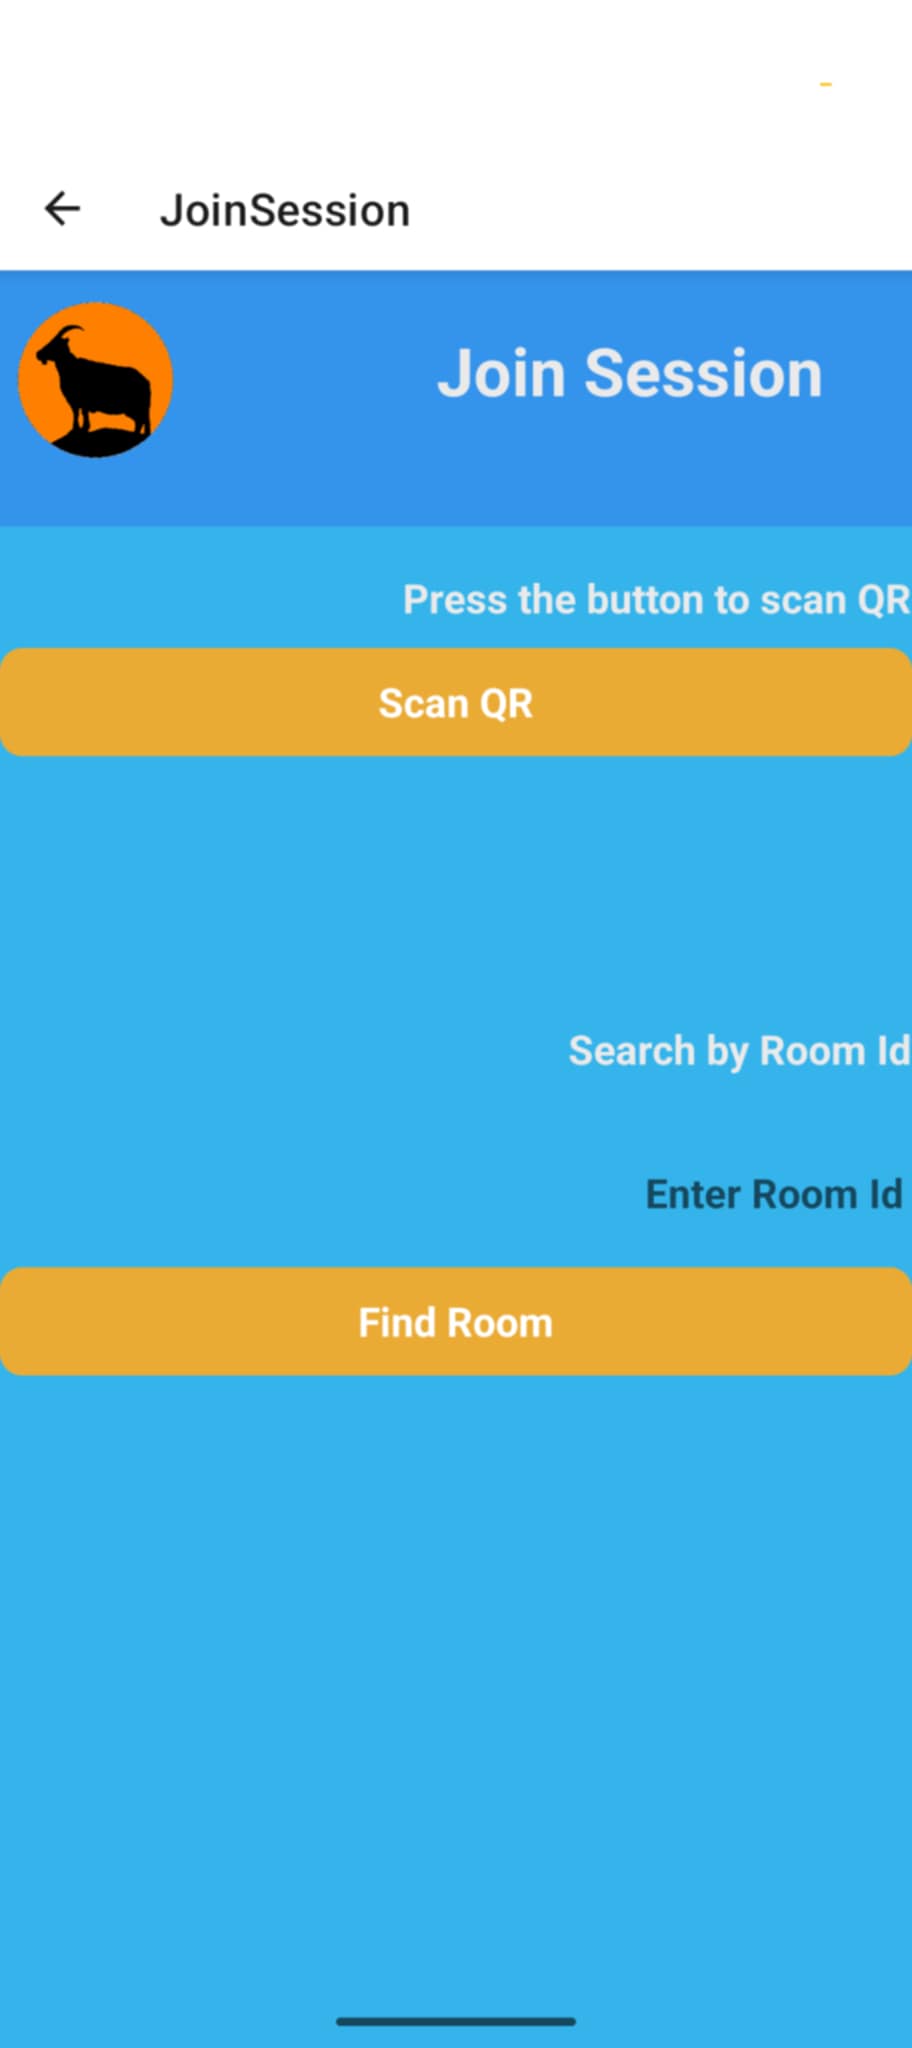 JoinSession
Join Session
Press the button to scan QR
Scan QR
Search by Room Id
Enter Room Id
Find Room